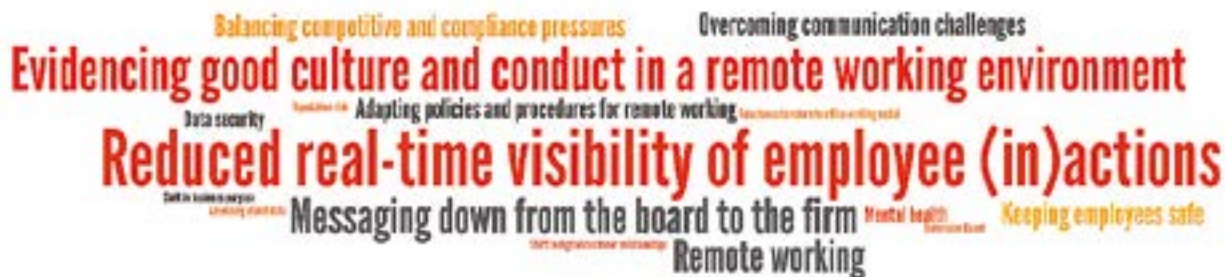 Balancing competitive and compliance pressures
Overcoming communication challenges
Evidencing good culture and conduct in a remote working environment
Data security
Adapting policies and procedures for remote working
Reduced real-time visibility of employee (in)actions
Messaging down from the board to the firm
Mental health
Keeping employees safe
Remote working